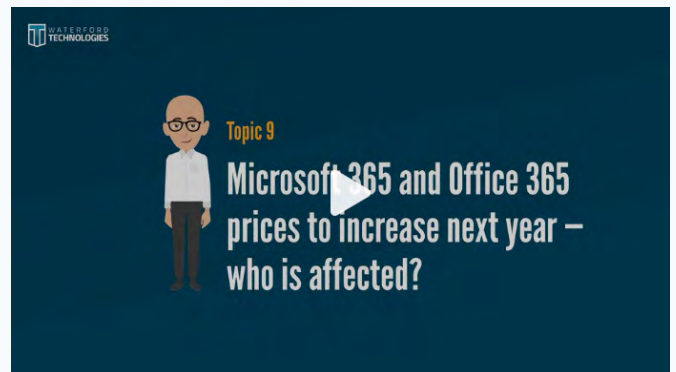 WATERFORD
TECHNOLOGIES
Topic 9
Microsoft 365 and Office 365
prices to increase next year –
who is affected?